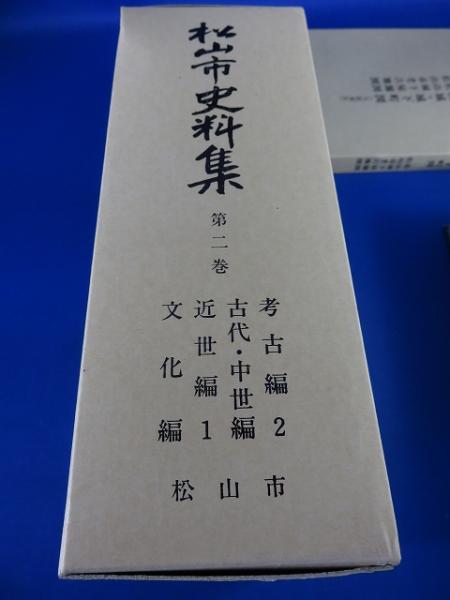 松山市史料集
第二巻
考古編2
古代・中世編
近世編1
文化編
松山市